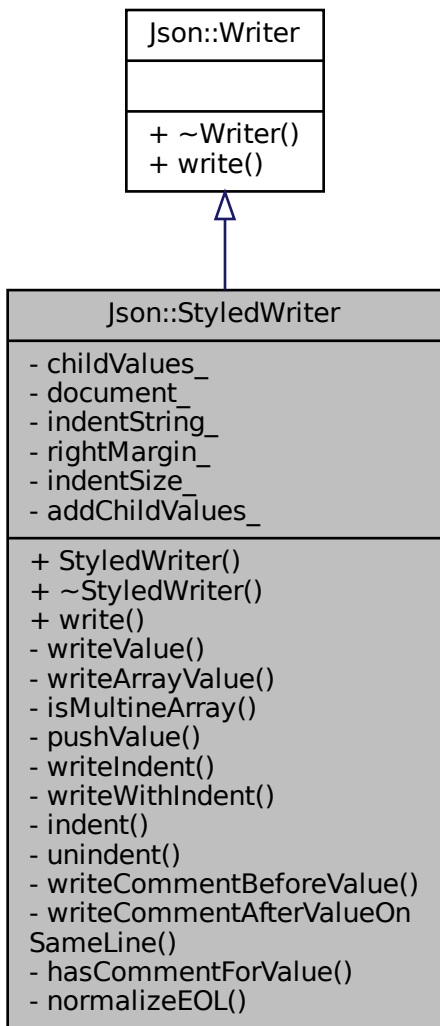 Json::Writer
+ ~Writer()
+ write()
Json::StyledWriter
- childValues_
- document_
- indentString_
- rightMargin_
- indentSize_
- addChildValues_
+ StyledWriter()
+ ~StyledWriter()
+ write()
- writeValue()
- writeArrayValue()
- isMultineArray()
- pushValue()
- writeIndent()
- writeWithIndent()
- indent()
- unindent()
- writeCommentBeforeValue()
- writeCommentAfterValueOn
SameLine()
- hasCommentForValue()
- normalizeEOL()